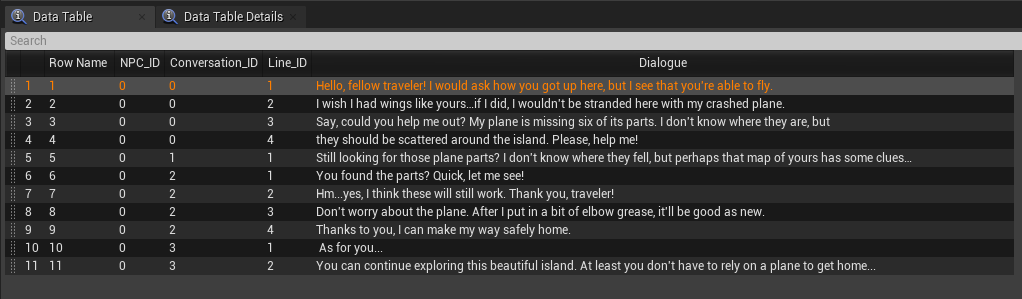 Data Table × Data Table Details ×
Search
Row Name NPC_ID Conversation_ID Line_ID Dialogue
1 1 0 0 1 Hello, fellow traveler! I would ask how you got up here, but I see that you're able to fly.
2 2 0 0 2 I wish I had wings like yours...if I did, I wouldn't be stranded here with my crashed plane.
3 3 0 0 3 Say, could you help me out? My plane is missing six of its parts. I don't know where they are, but
4 4 0 0 4 they should be scattered around the island. Please, help me!
5 5 0 1 1 Still looking for those plane parts? I don't know where they fell, but perhaps that map of yours has some clues...
6 6 0 2 1 You found the parts? Quick, let me see!
7 7 0 2 2 Hm...yes, I think these will still work. Thank you, traveler!
8 8 0 2 3 Don't worry about the plane. After I put in a bit of elbow grease, it'll be good as new.
9 9 0 2 4 Thanks to you, I can make my way safely home.
10 10 0 3 1 As for you...
11 11 0 3 2 You can continue exploring this beautiful island. At least you don't have to rely on a plane to get home...